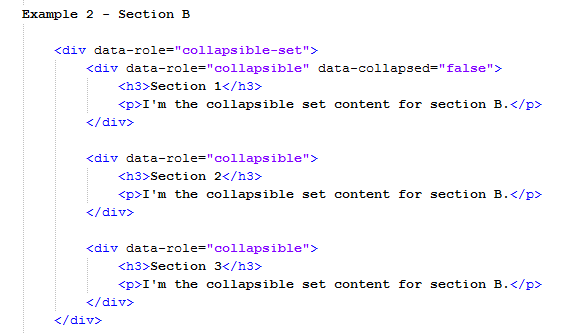 Example 2 - Section B
<div data-role="collapsible-set">
<div data-role="collapsible" data-collapsed="false">
<h3>Section 1</h3>
<p>I'm the collapsible set content for section B.</p>
</div>
<div data-role="collapsible">
<h3>Section 2</h3>
<p>I'm the collapsible set content for section B.</p>
</div>
<div data-role="collapsible">
<h3>Section 3</h3>
<p>I'm the collapsible set content for section B.</p>
</div>
</div>